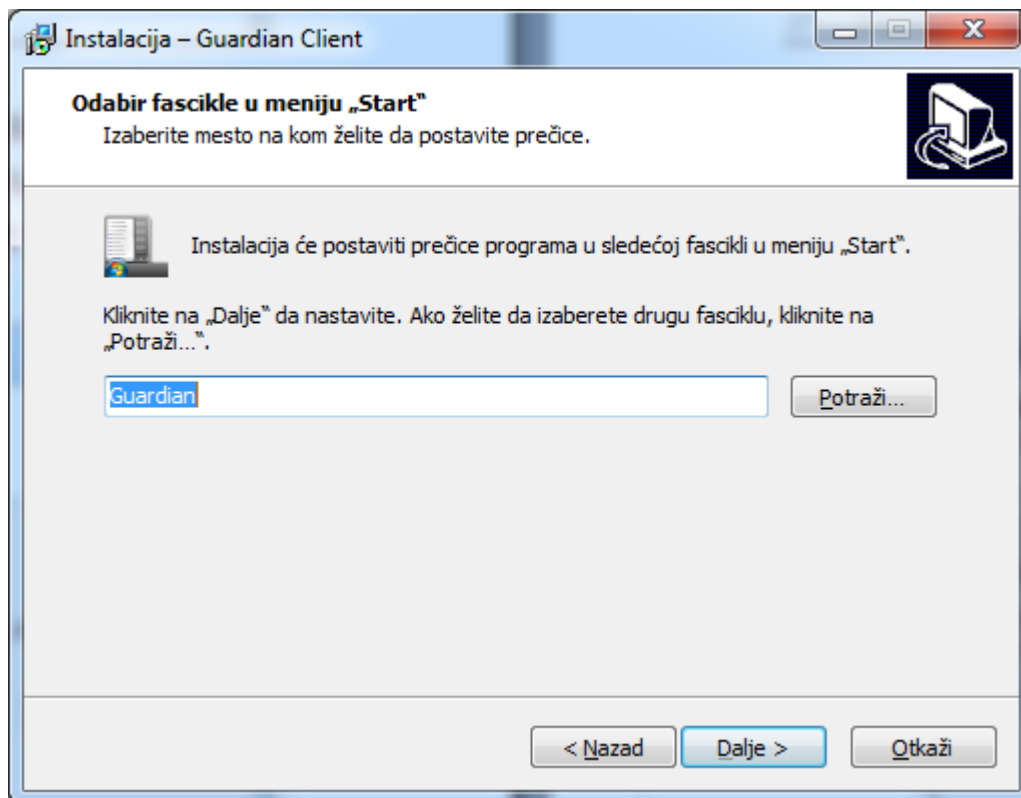 Instalacija – Guardian Client
Odabir fascikle u meniju „Start“
Izaberite mesto na kom želite da postavite prečice.
Instalacija će postaviti prečice programa u sledećoj fascikli u meniju „Start“.
Kliknite na „Dalje“ da nastavite. Ako želite da izaberete drugu fasciklu, kliknite na
„Potraži...“.
Guardian
Potraži...
< Nazad
Dalje >
Otkaži